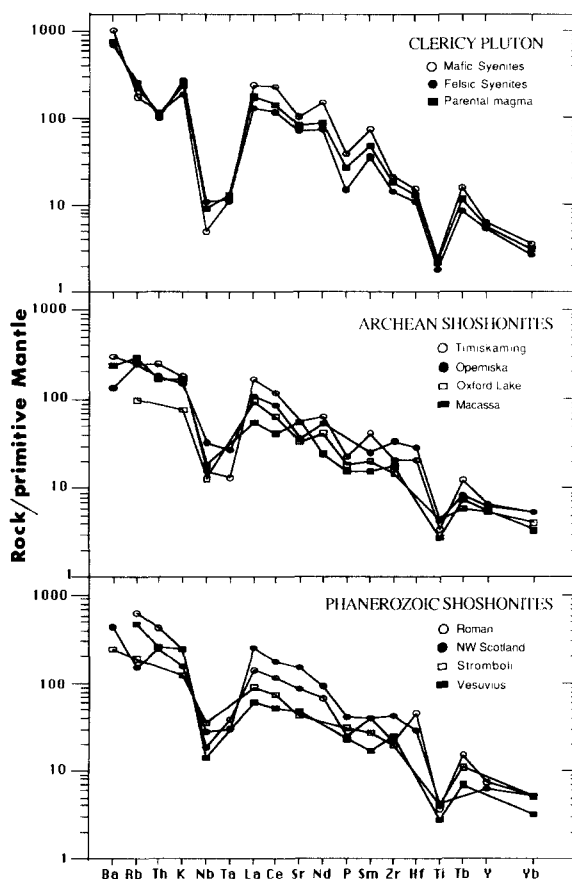 Rock/primitive Mantle
CLERICY PLUTON
Mafic Syenites
Felsic Syenites
Parental magma
1000
100
10
1
ARCHEAN SHOSHONITES
Timiskaming
Opemiska
Oxford Lake
Macassa
1000
100
10
1
PHANEROZOIC SHOSHONITES
Roman
NW Scotland
Stromboli
Vesuvius
1000
100
10
1
Ba Rb Th K Nb Ta La Ce Sr Nd P Sm Zr Hf Ti Tb Y Yb